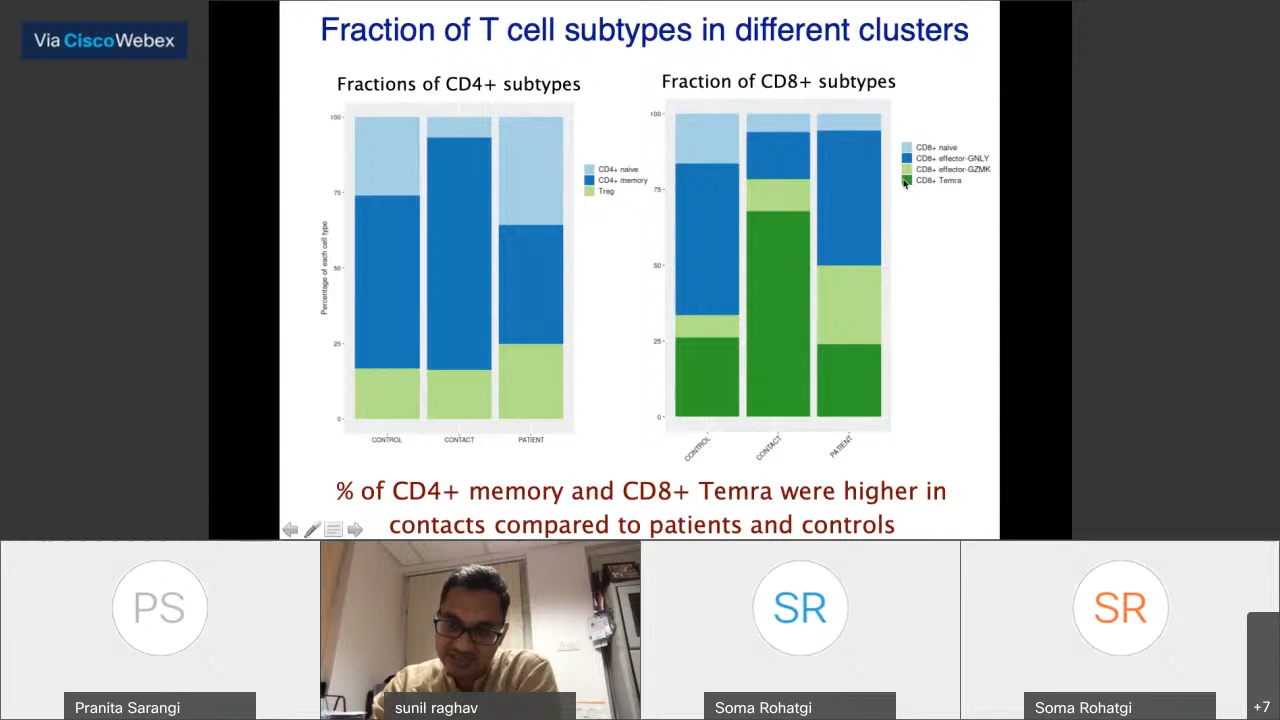 Via Cisco Webex
Fraction of T cell subtypes in different clusters
Fractions of CD4+ subtypes
Fraction of CD8+ subtypes
Percentage of each cell type
100
75
50
25
0
CONTROL
CONTACT
PATIENT
CD4+ naive
CD4+ memory
Treg
100
75
50
25
0
CONTROL
CONTACT
PATIENT
CD8+ naive
CD8+ effector-GNLY
CD8+ effector-GZMK
CD8+ Temra
% of CD4+ memory and CD8+ Temra were higher in
contacts compared to patients and controls
PS
Pranita Sarangi
sunil raghav
SR
Soma Rohatgi
SR
Soma Rohatgi
+7